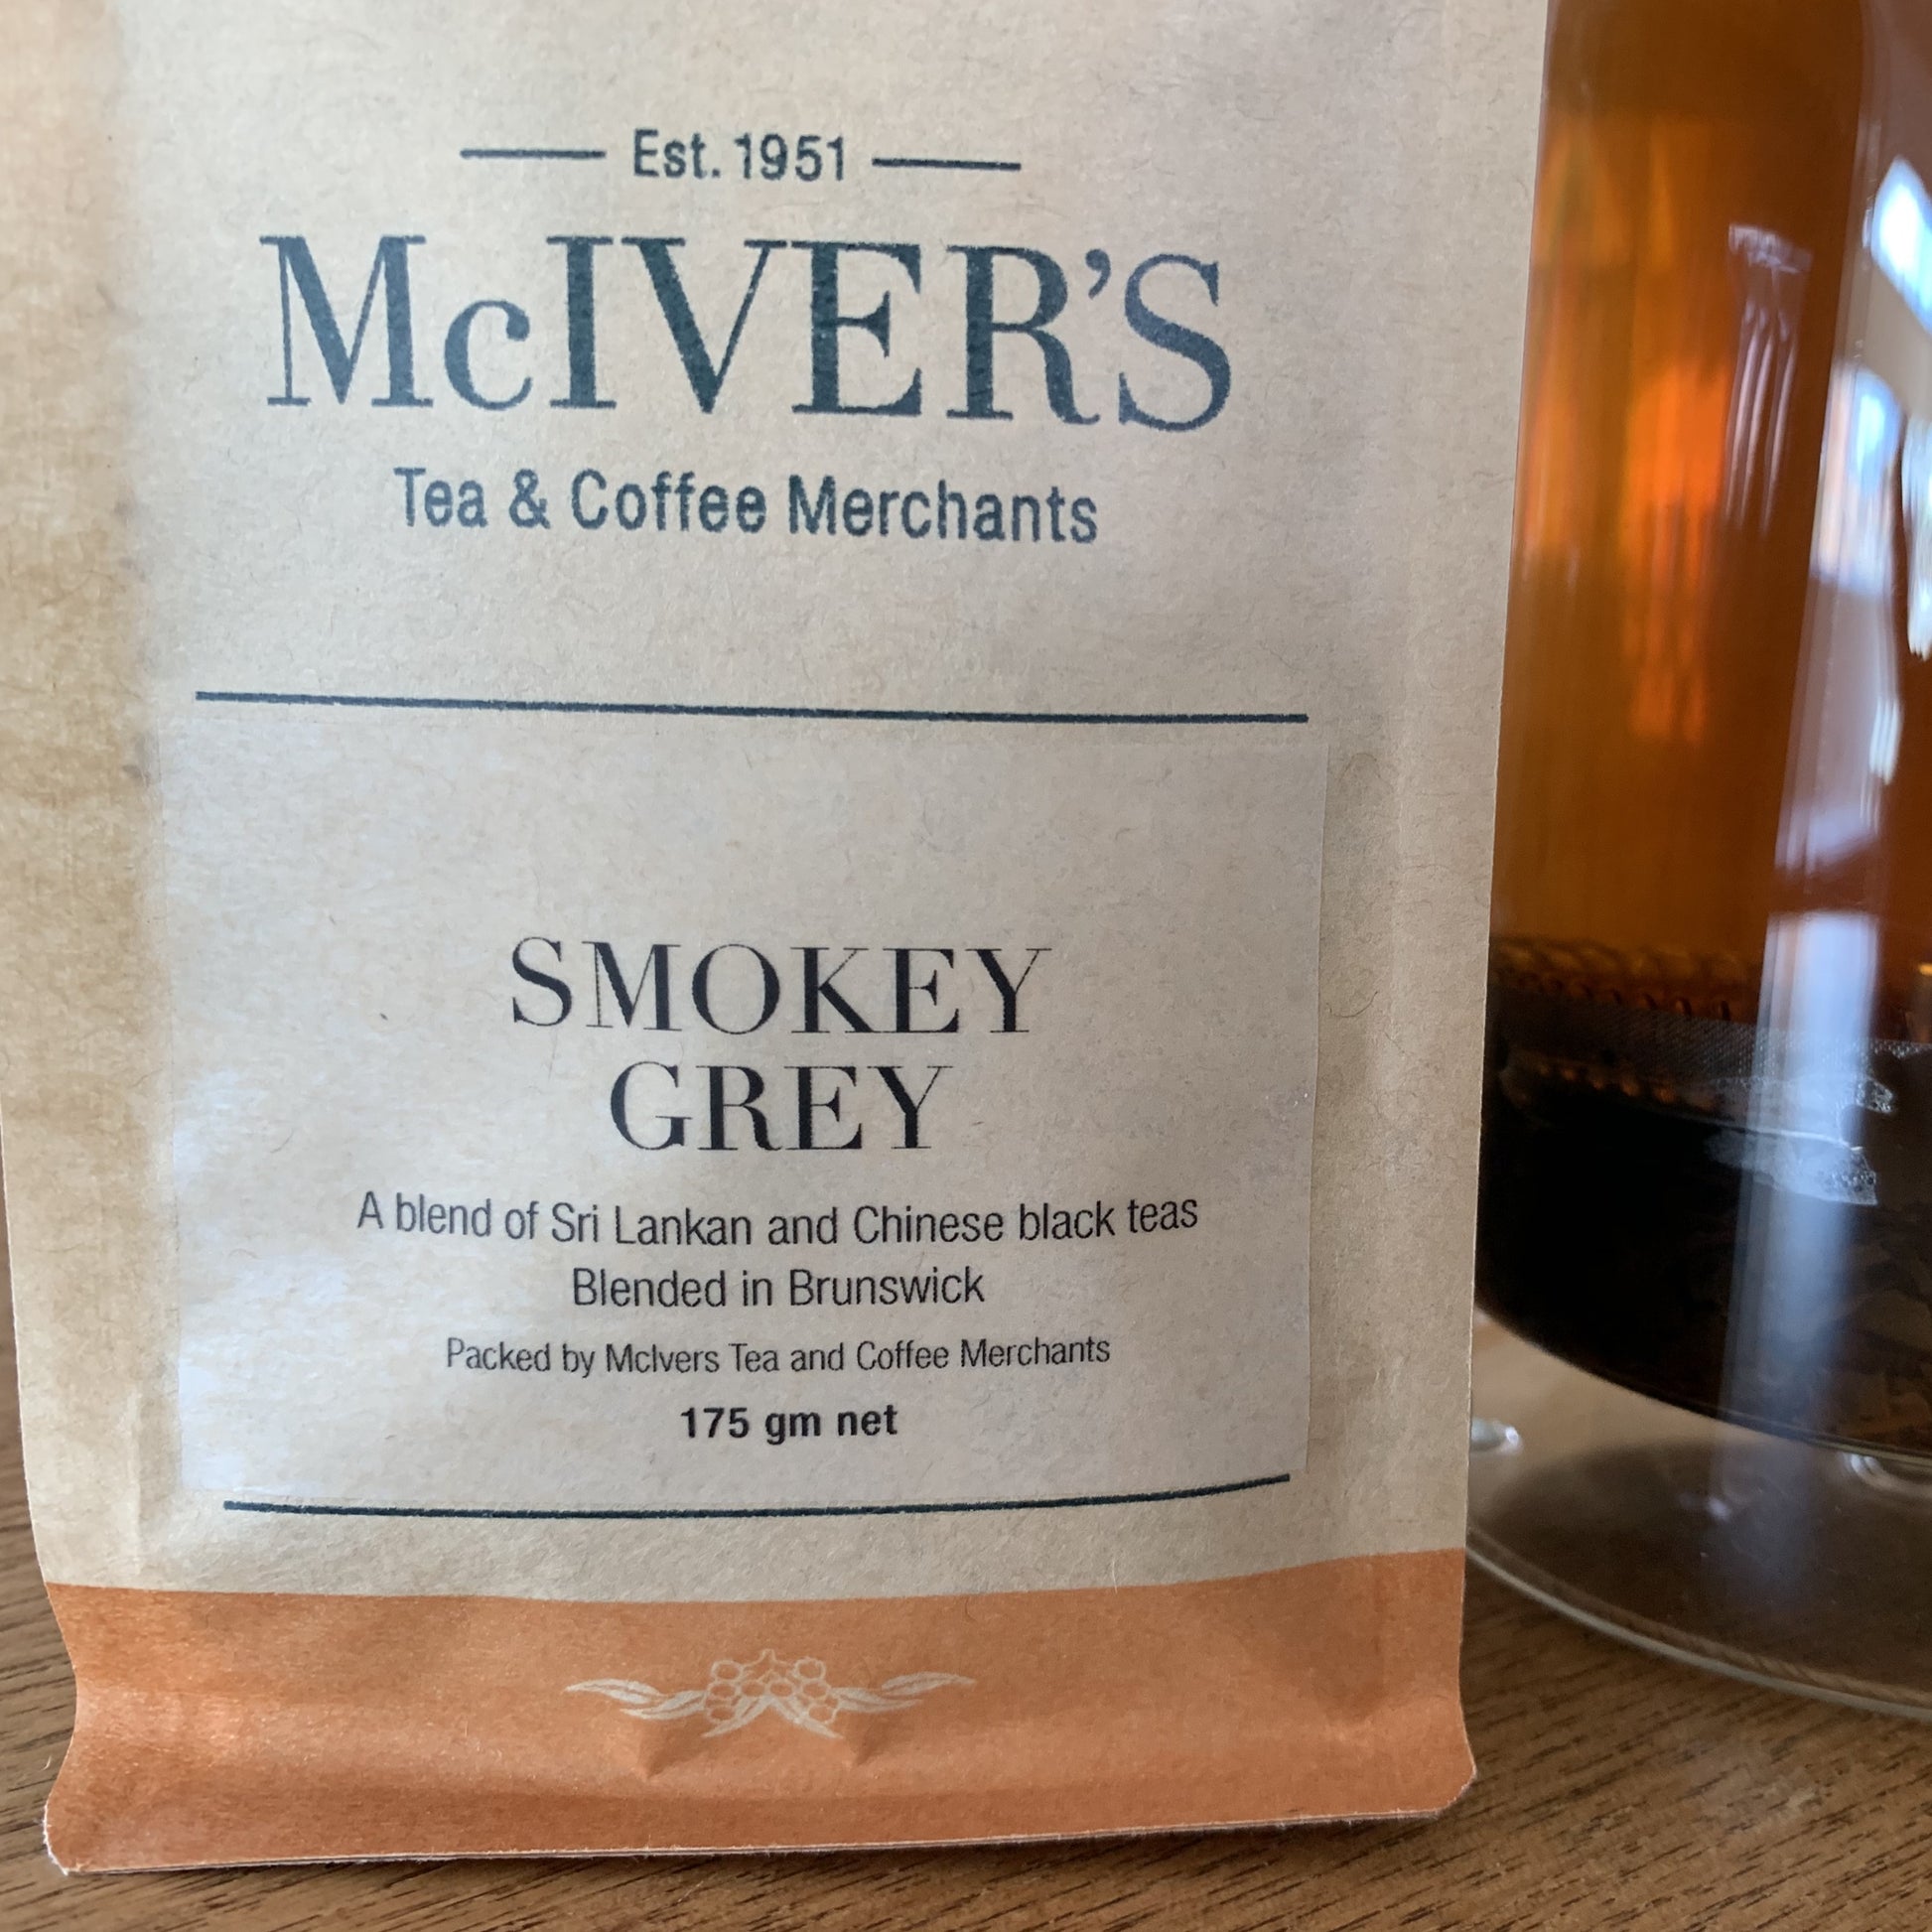 Est. 1951
McIVER'S
Tea & Coffee Merchants
SMOKEY
GREY
A blend of Sri Lankan and Chinese black teas
Blended in Brunswick
Packed by McIvers Tea and Coffee Merchants
175 gm net